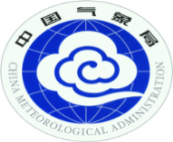 中国气象局
CHINA METEOROLOGICAL ADMINISTRATION